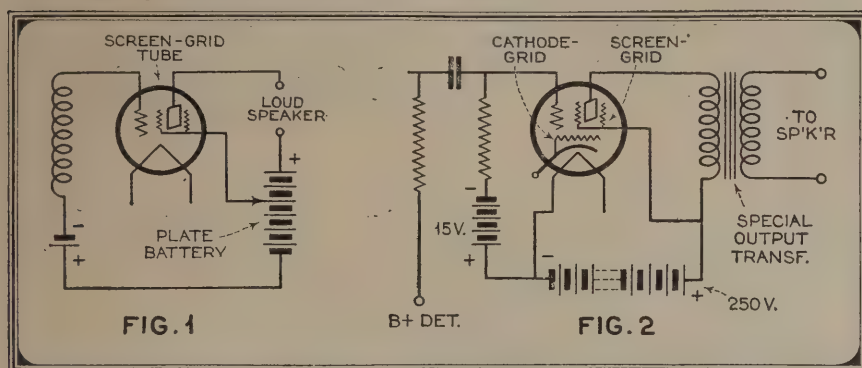 SCREEN-GRID
TUBE
LOUD
SPEAKER
+
-
+
PLATE
BATTERY
FIG. 1
CATHODE-
GRID
SCREEN-
GRID
TO
SP'K'R
-
15V.
+
-
+
SPECIAL
OUTPUT
TRANSF.
250 V.
B+ DET.
FIG. 2